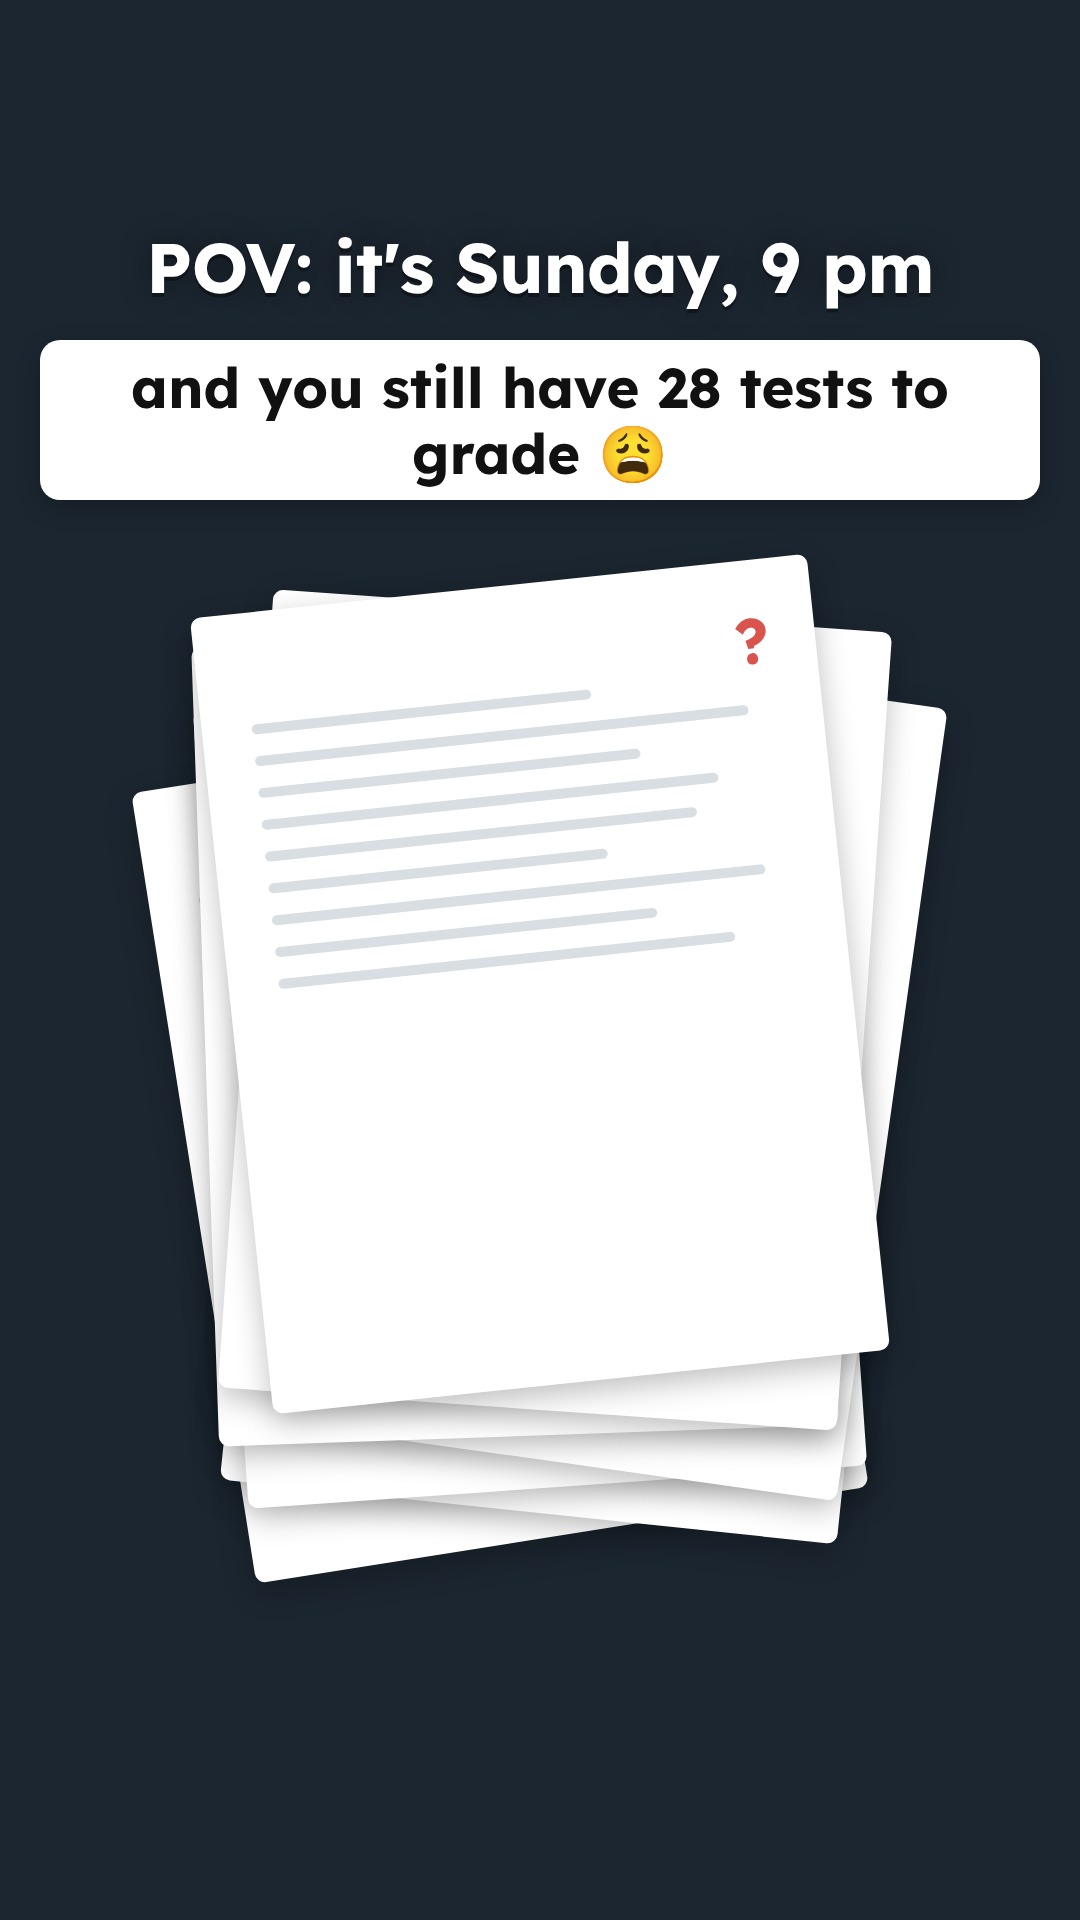 POV: it's Sunday, 9 pm
and you still have 28 tests to
grade 😩
?